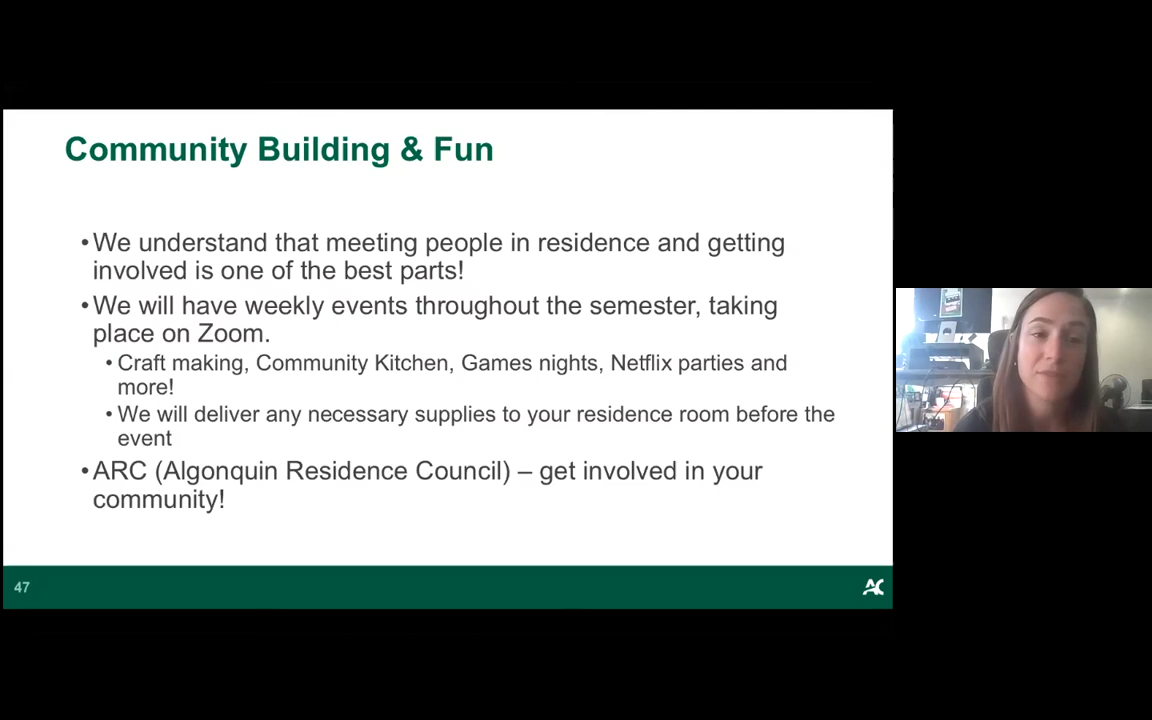 Community Building & Fun
•We understand that meeting people in residence and getting
involved is one of the best parts!
•We will have weekly events throughout the semester, taking
place on Zoom.
•Craft making, Community Kitchen, Games nights, Netflix parties and
more!
•We will deliver any necessary supplies to your residence room before the
event
•ARC (Algonquin Residence Council) – get involved in your
community!
47
AC